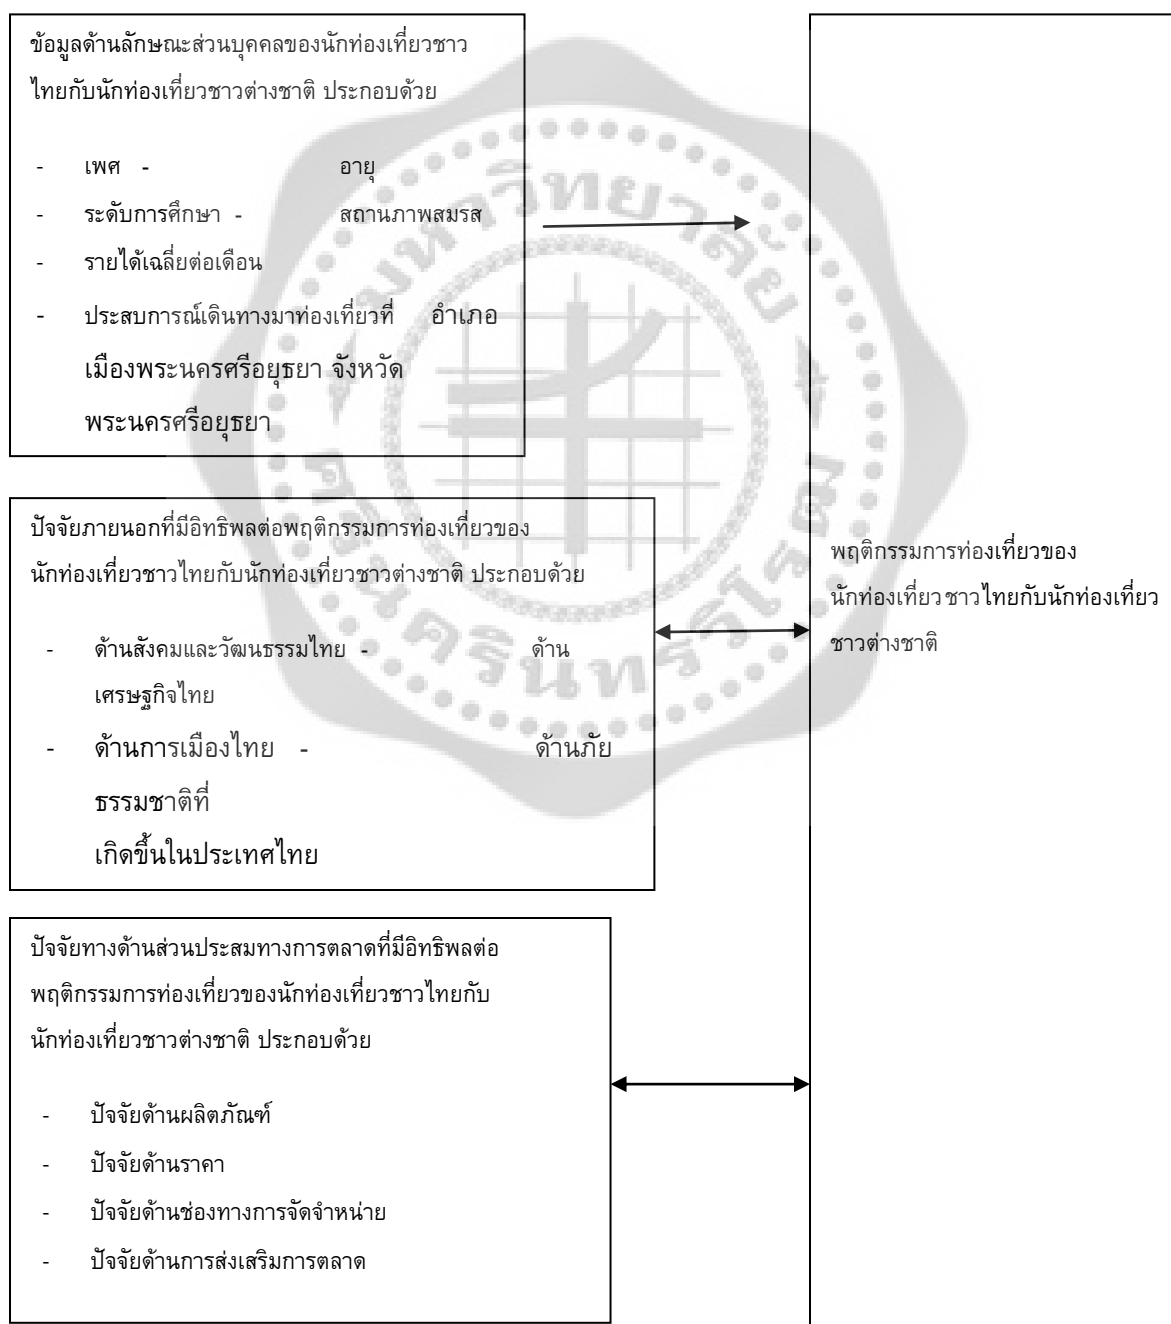 ข้อมูลด้านลักษณะส่วนบุคคลของนักท่องเที่ยวชาว
ไทยกับนักท่องเที่ยวชาวต่างชาติ ประกอบด้วย
- เพศ - อายุ
- ระดับการศึกษา - สถานภาพสมรส
- รายได้เฉลี่ยต่อเดือน
- ประสบการณ์เดินทางมาท่องเที่ยวที่ อำเภอ
เมืองพระนครศรีอยุธยา จังหวัด
พระนครศรีอยุธยา
ปัจจัยภายนอกที่มีอิทธิพลต่อพฤติกรรมการท่องเที่ยวของ
นักท่องเที่ยวชาวไทยกับนักท่องเที่ยวชาวต่างชาติ ประกอบด้วย
- ด้านสังคมและวัฒนธรรมไทย - ด้าน
เศรษฐกิจไทย
- ด้านการเมืองไทย - ด้านภัย
ธรรมชาติที่
เกิดขึ้นในประเทศไทย
ปัจจัยทางด้านส่วนประสมทางการตลาดที่มีอิทธิพลต่อ
พฤติกรรมการท่องเที่ยวของนักท่องเที่ยวชาวไทยกับ
นักท่องเที่ยวชาวต่างชาติ ประกอบด้วย
- ปัจจัยด้านผลิตภัณฑ์
- ปัจจัยด้านราคา
- ปัจจัยด้านช่องทางการจัดจำหน่าย
- ปัจจัยด้านการส่งเสริมการตลาด
พฤติกรรมการท่องเที่ยวของ
นักท่องเที่ยวชาวไทยกับนักท่องเที่ยว
ชาวต่างชาติ
มหาวิทยาลัย
ศรีนครินทรวิโรฒ